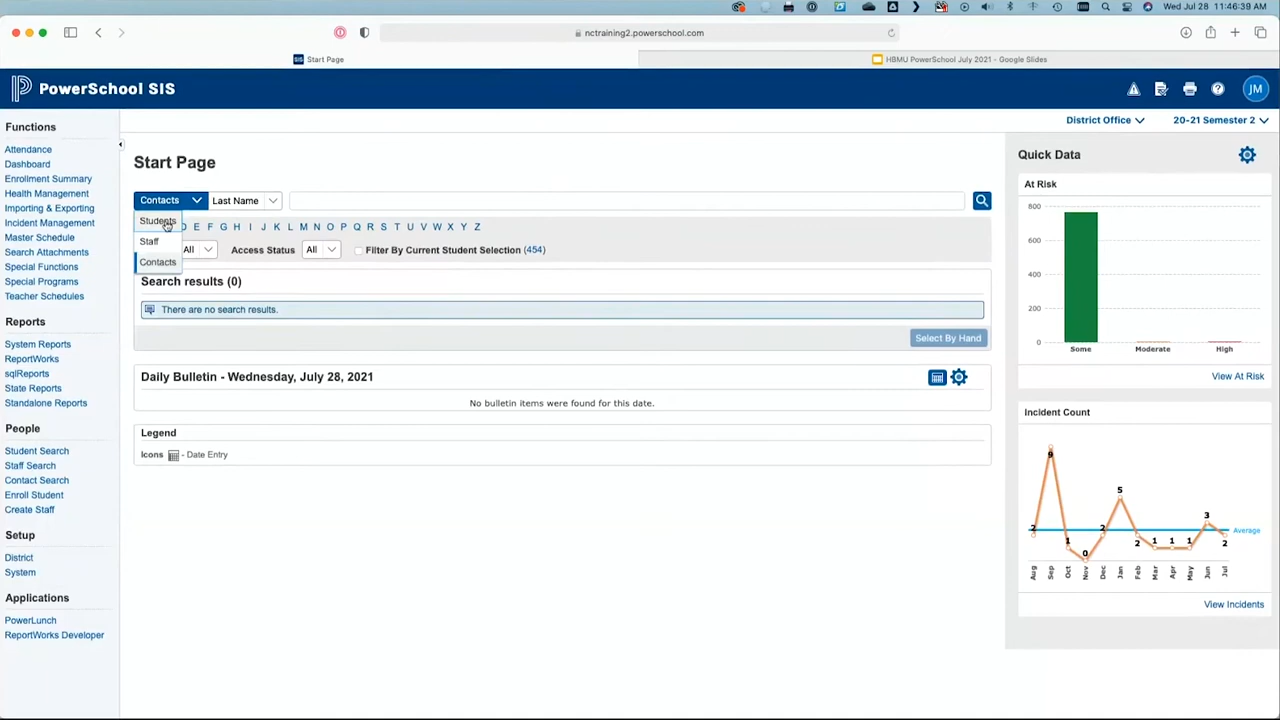 Wed Jul 28 11:46:39 AM
nctraining2.powerschool.com
SIS Start Page
HBMU PowerSchool July 2021 - Google Slides
PowerSchool SIS
JM
District Office
20-21 Semester 2
Functions
Attendance
Dashboard
Enrollment Summary
Health Management
Importing & Exporting
Incident Management
Master Schedule
Search Attachments
Special Functions
Special Programs
Teacher Schedules
Reports
System Reports
ReportWorks
sqlReports
State Reports
Standalone Reports
People
Student Search
Staff Search
Contact Search
Enroll Student
Create Staff
Setup
District
System
Applications
PowerLunch
ReportWorks Developer
Start Page
Contacts
Last Name
Students
Staff
Contacts
D E F G H I J K L M N O P Q R S T U V W X Y Z
All
Access Status
All
Filter By Current Student Selection (454)
Search results (0)
There are no search results.
Select By Hand
Daily Bulletin - Wednesday, July 28, 2021
No bulletin items were found for this date.
Legend
Icons - Date Entry
Quick Data
At Risk
800
600
400
200
0
Some Moderate High
View At Risk
Incident Count
2 9 1 0 2 5 2 1 1 1 3 2
Average
Aug Sep Oct Nov Dec Jan Feb Mar Apr May Jun Jul
View Incidents